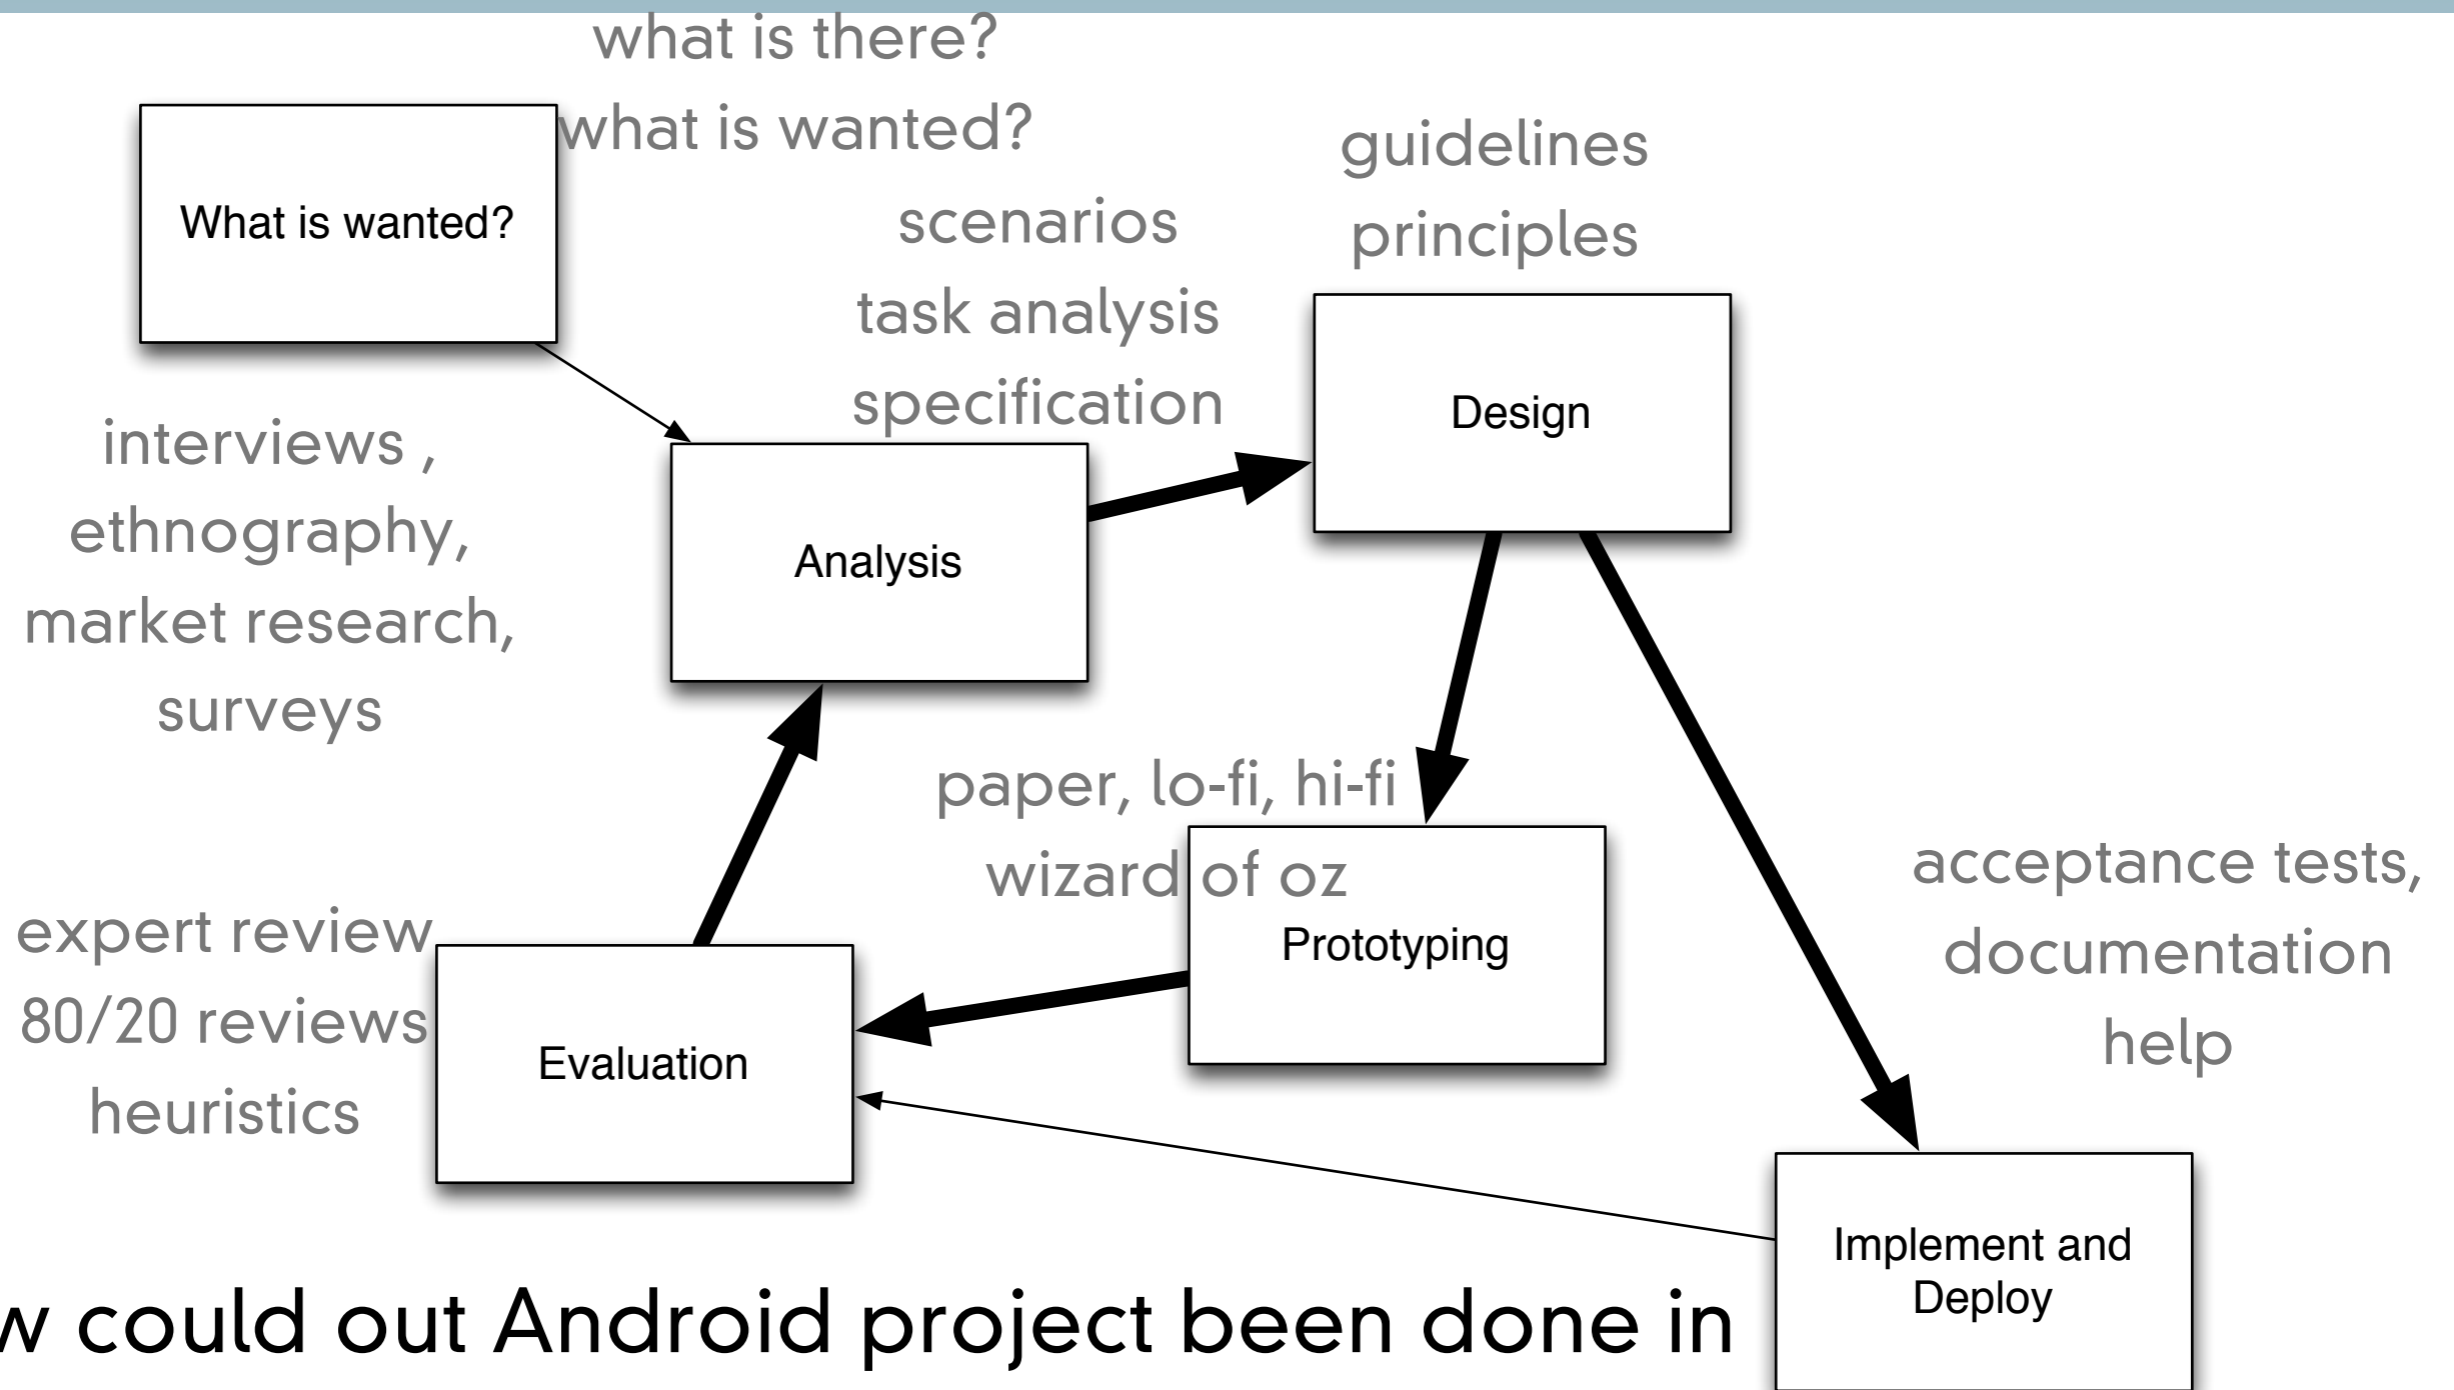 what is there?
what is wanted?
What is wanted?
guidelines
principles
scenarios
task analysis
specification
Design
interviews ,
ethnography,
market research,
surveys
Analysis
paper, lo-fi, hi-fi
wizard of oz
Prototyping
acceptance tests,
documentation
help
expert review
80/20 reviews
heuristics
Evaluation
Implement and
Deploy
w could out Android project been done in